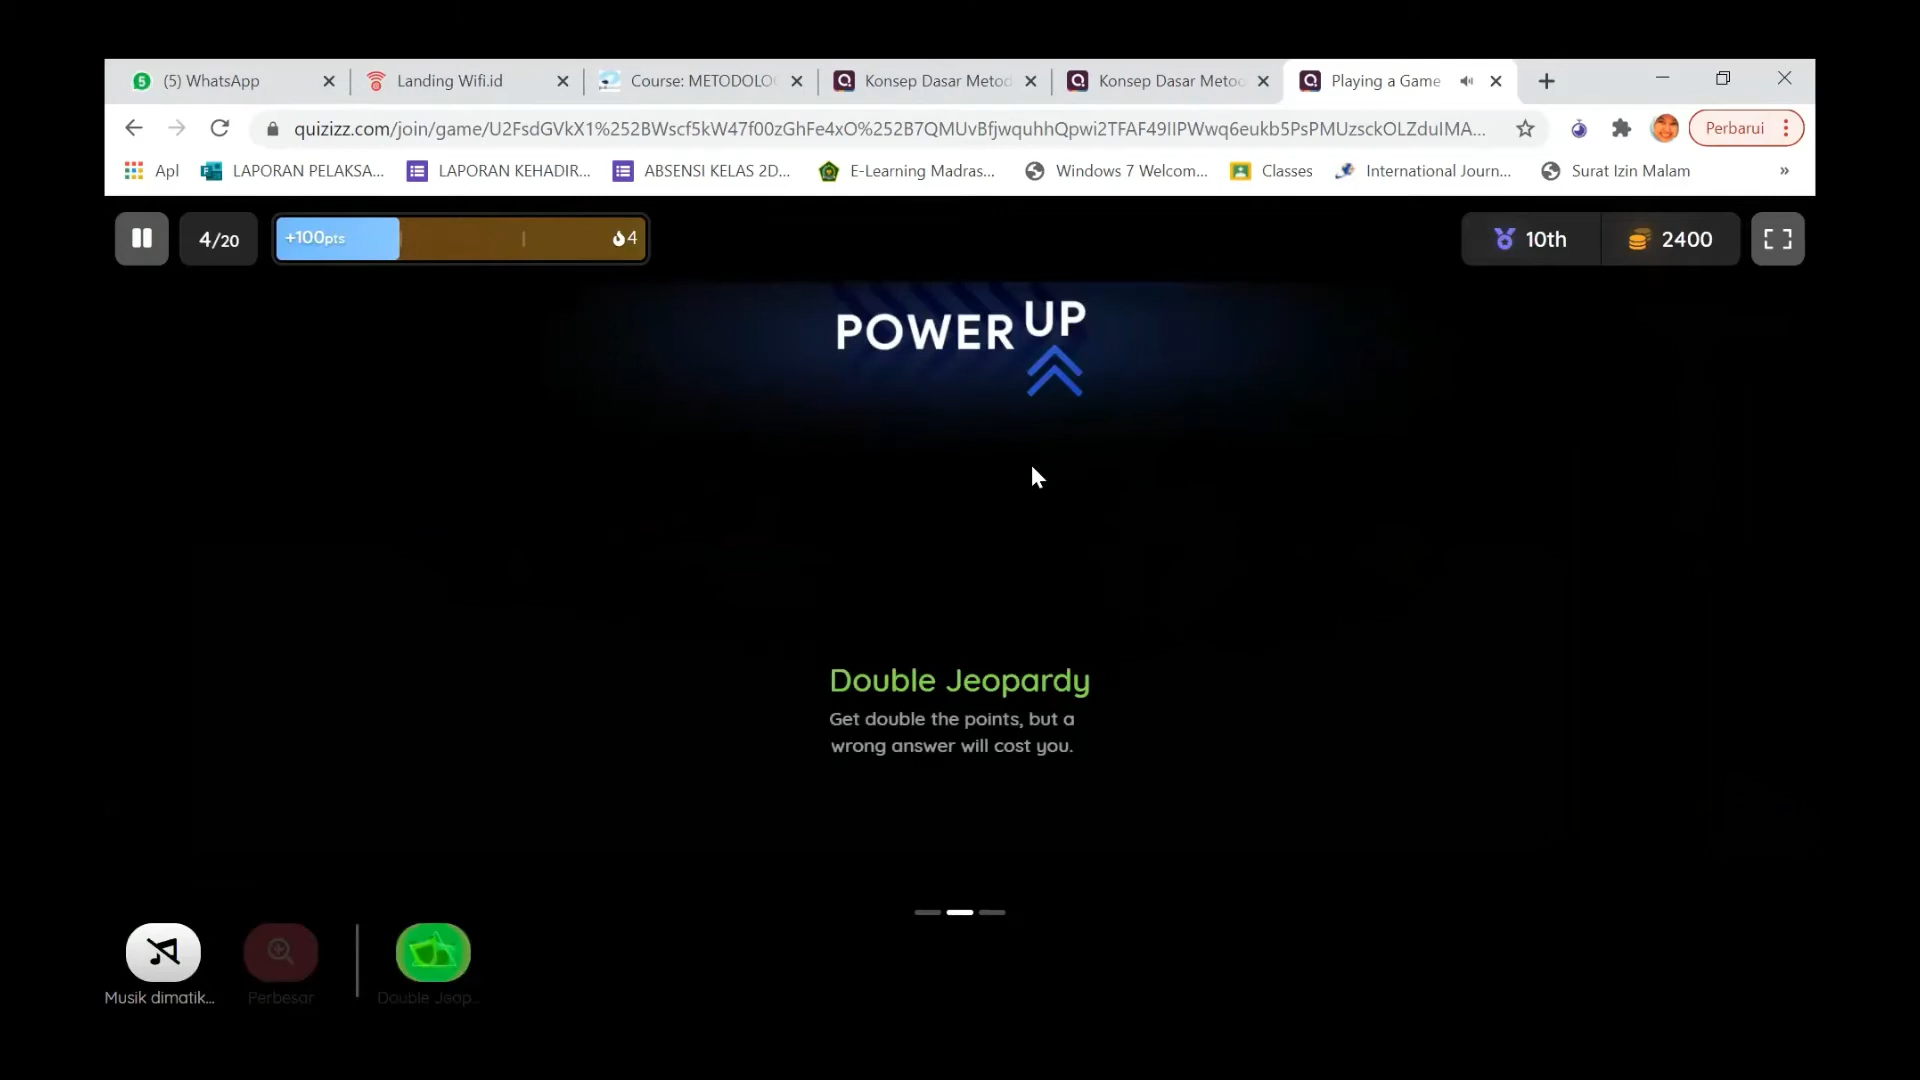 (5) WhatsApp
Landing Wifi.id
Course: METODOLO
Konsep Dasar Metod
Konsep Dasar Metod
Playing a Game
quizizz.com/join/game/U2FsdGVkX1%252BWscf5kW47f00zGhFe4xO%252B7QMUvBfjwquhhQpwi2TFAF49IIPWwq6eukb5PsPMUzsckOLZduIMA...
Perbarui
Apl
LAPORAN PELAKSA...
LAPORAN KEHADIR...
ABSENSI KELAS 2D...
E-Learning Madras...
Windows 7 Welcom...
Classes
International Journ...
Surat Izin Malam
»
4/20
+100pts
4
10th
2400
POWER UP
Double Jeopardy
Get double the points, but a
wrong answer will cost you.
Musik dimatik...
Perbesar
Double Jeop...